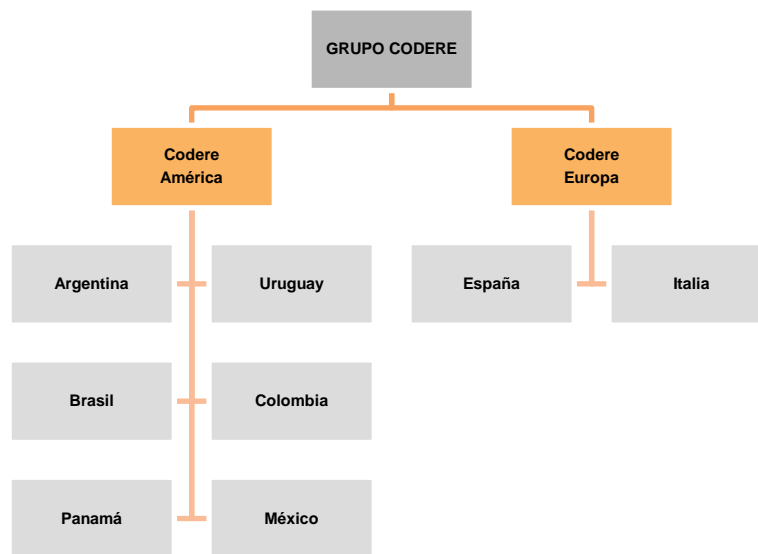 GRUPO CODERE
Codere
América
Codere
Europa
Argentina
Uruguay
España
Italia
Brasil
Colombia
Panamá
México